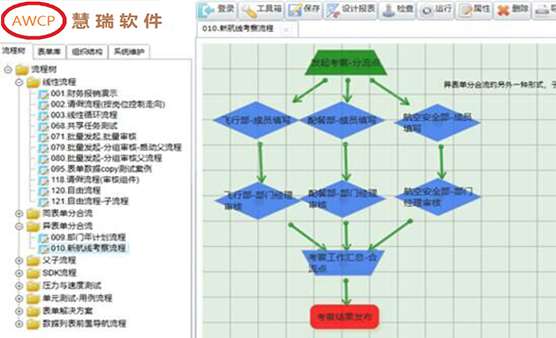 AWCP 慧瑞软件
登录 工具箱 保存 设计报表 检查 运行 属性 删除
流程树 表单库 组织结构 系统维护
010.新航线考察流程
流程树
线性流程
001.财务报销演示
002.请假流程(按岗位控制走向)
003.线性循环流程
068.共享任务测试
071.批量发起,批量审核
079.批量发起-分组审核-启动父流程
080.批量发起-分组审核父流程
095.表单数据copy测试案例
118.请假流程(审核组件)
120.自由流程
121.自由流程-子流程
同表单分合流
异表单分合流
009.部门年计划流程
010.新航线考察流程
父子流程
SDK流程
压力与速度测试
单元测试-用例流程
表单解决方案
数据列表前置导航流程
发起考察-分流点
异表单分合流的另外一种形式，子
飞行部-成员填写
配餐部-成员填写
航空安全部-成员
填写
飞行部-部门经理
审核
配餐部-部门经理
审核
航空安全部-部门
经理审核
考察工作汇总-合
流点
考察结果发布